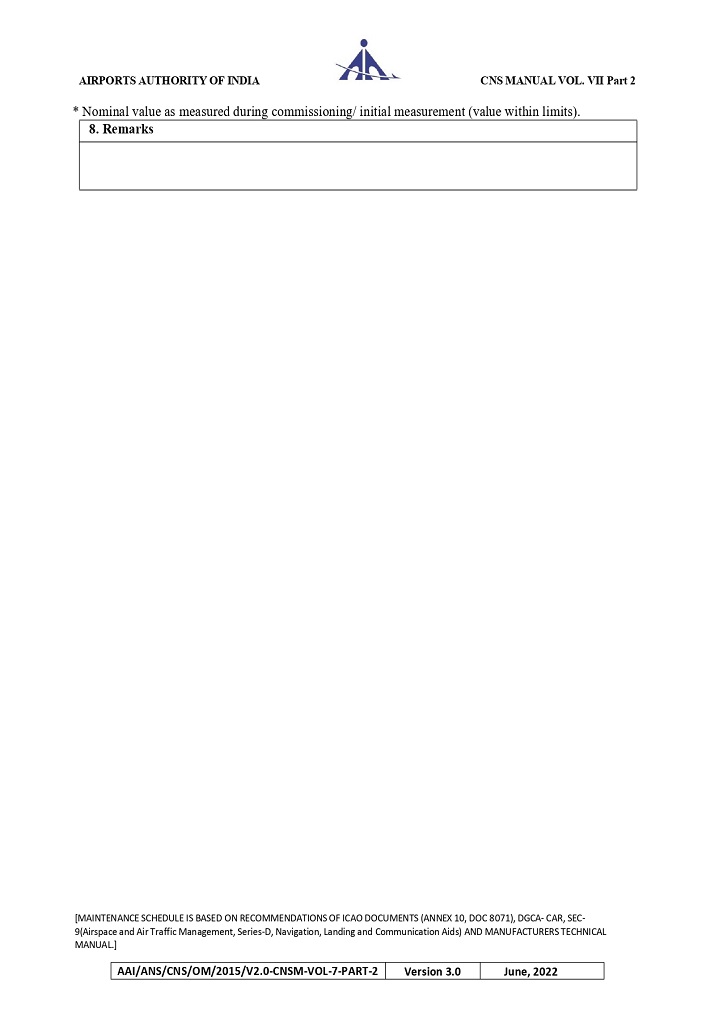 AIRPORTS AUTHORITY OF INDIA
CNS MANUAL VOL. VII Part 2
* Nominal value as measured during commissioning/ initial measurement (value within limits).
8. Remarks
[MAINTENANCE SCHEDULE IS BASED ON RECOMMENDATIONS OF ICAO DOCUMENTS (ANNEX 10, DOC 8071), DGCA- CAR, SEC-
9(Airspace and Air Traffic Management, Series-D, Navigation, Landing and Communication Aids) AND MANUFACTURERS TECHNICAL
MANUAL.]
AAI/ANS/CNS/OM/2015/V2.0-CNSM-VOL-7-PART-2 Version 3.0 June, 2022